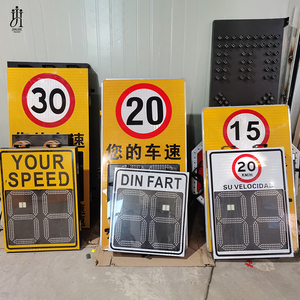 30
20
15
您的车速
YOUR
SPEED
DIN FART
20
KM/H
SU VELOCIDAD